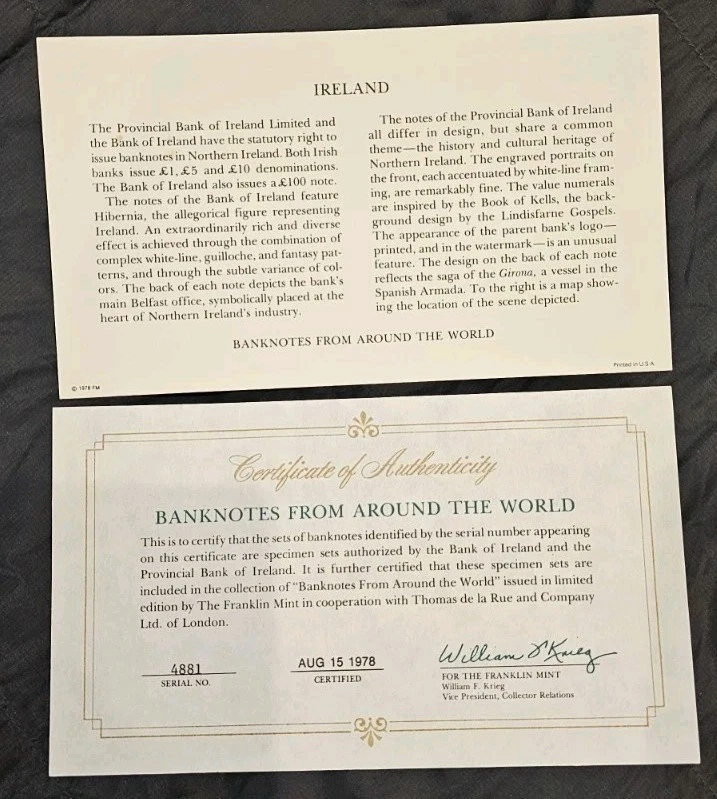 IRELAND
The Provincial Bank of Ireland Limited and
the Bank of Ireland have the statutory right to
issue banknotes in Northern Ireland. Both Irish
banks issue £1, £5 and £10 denominations.
The Bank of Ireland also issues a £100 note.
The notes of the Bank of Ireland feature
Hibernia, the allegorical figure representing
Ireland. An extraordinarily rich and diverse
effect is achieved through the combination of
complex white-line, guilloche, and fantasy pat-
terns, and through the subtle variance of col-
ors. The back of each note depicts the bank's
main Belfast office, symbolically placed at the
heart of Northern Ireland's industry.
The notes of the Provincial Bank of Ireland
all differ in design, but share a common
theme—the history and cultural heritage of
Northern Ireland. The engraved portraits on
the front, each accentuated by white-line fram-
ing, are remarkably fine. The value numerals
are inspired by the Book of Kells, the back-
ground design by the Lindisfarne Gospels.
The appearance of the parent bank's logo—
printed, and in the watermark—is an unusual
feature. The design on the back of each note
reflects the saga of the Girona, a vessel in the
Spanish Armada. To the right is a map show-
ing the location of the scene depicted.
BANKNOTES FROM AROUND THE WORLD
© 1978 FM
Printed in U.S.A.
Certificate of Authenticity
BANKNOTES FROM AROUND THE WORLD
This is to certify that the sets of banknotes identified by the serial number appearing
on this certificate are specimen sets authorized by the Bank of Ireland and the
Provincial Bank of Ireland. It is further certified that these specimen sets are
included in the collection of "Banknotes From Around the World" issued in limited
edition by The Franklin Mint in cooperation with Thomas de la Rue and Company
Ltd. of London.
4881
SERIAL NO.
AUG 15 1978
CERTIFIED
William F. Krieg
FOR THE FRANKLIN MINT
William F. Krieg
Vice President, Collector Relations